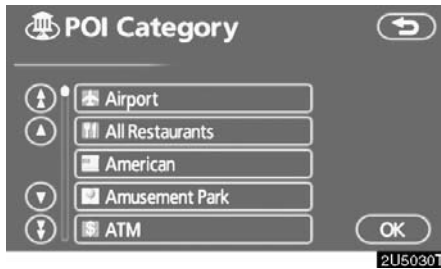 POI Category
Airport
All Restaurants
American
Amusement Park
ATM
OK
2U5030T